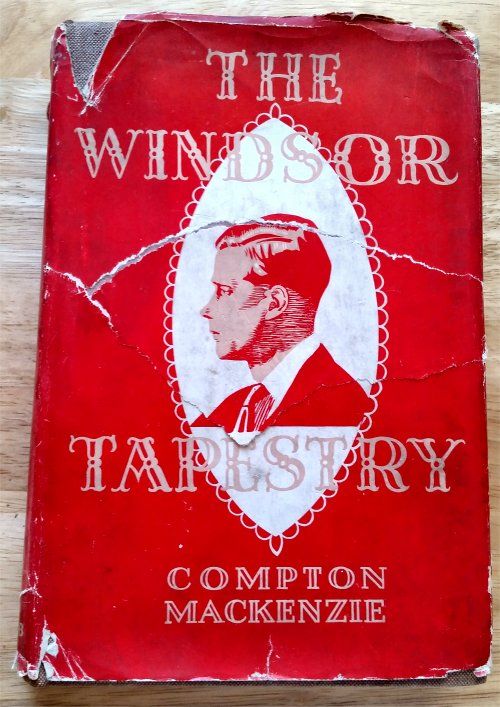 THE
WINDSOR
TAPESTRY
COMPTON
MACKENZIE